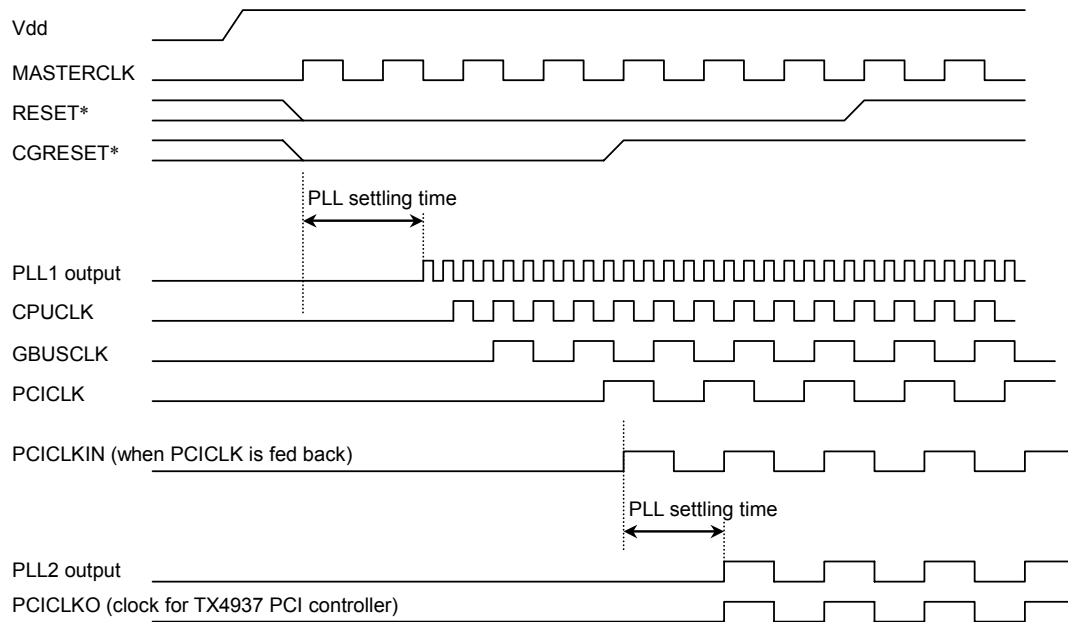 Vdd
MASTERCLK
RESET*
CGRESET*
PLL settling time
PLL1 output
CPUCLK
GBUSCLK
PCICLK
PCICLKIN (when PCICLK is fed back)
PLL settling time
PLL2 output
PCICLKO (clock for TX4937 PCI controller)